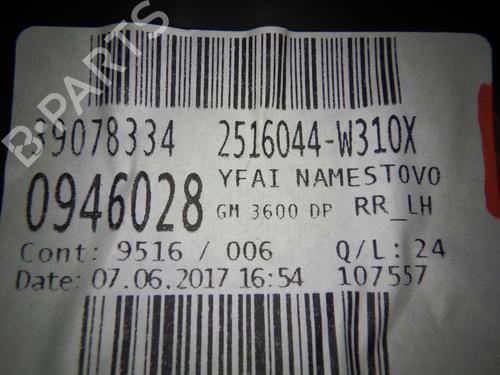 39078334 2516044-W310X
0946028 YFAI NAMESTOVO
GM 3600 DP RR_LH
Cont: 9516 / 006 Q/L: 24
Date: 07.06.2017 16:54 107557
B-PARTS